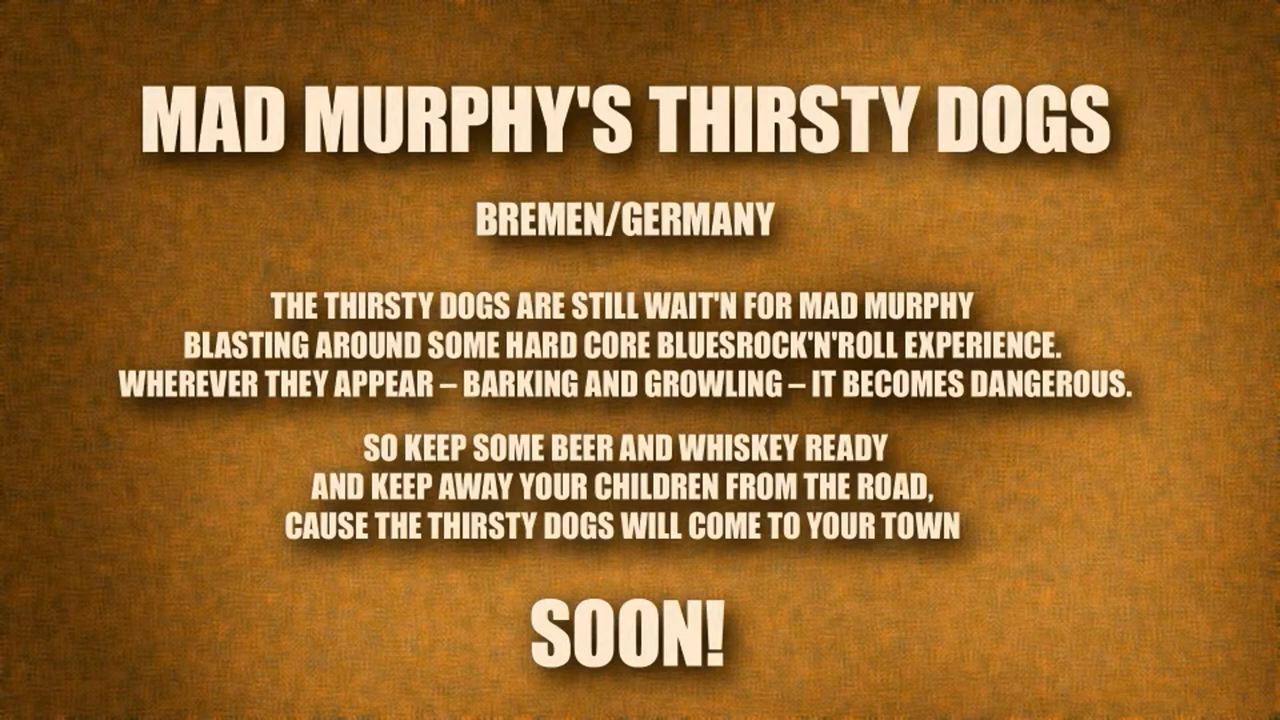 MAD MURPHY'S THIRSTY DOGS
BREMEN/GERMANY
THE THIRSTY DOGS ARE STILL WAIT'N FOR MAD MURPHY
BLASTING AROUND SOME HARD CORE BLUESROCK'N'ROLL EXPERIENCE.
WHEREVER THEY APPEAR – BARKING AND GROWLING – IT BECOMES DANGEROUS.
SO KEEP SOME BEER AND WHISKEY READY
AND KEEP AWAY YOUR CHILDREN FROM THE ROAD,
CAUSE THE THIRSTY DOGS WILL COME TO YOUR TOWN
SOON!